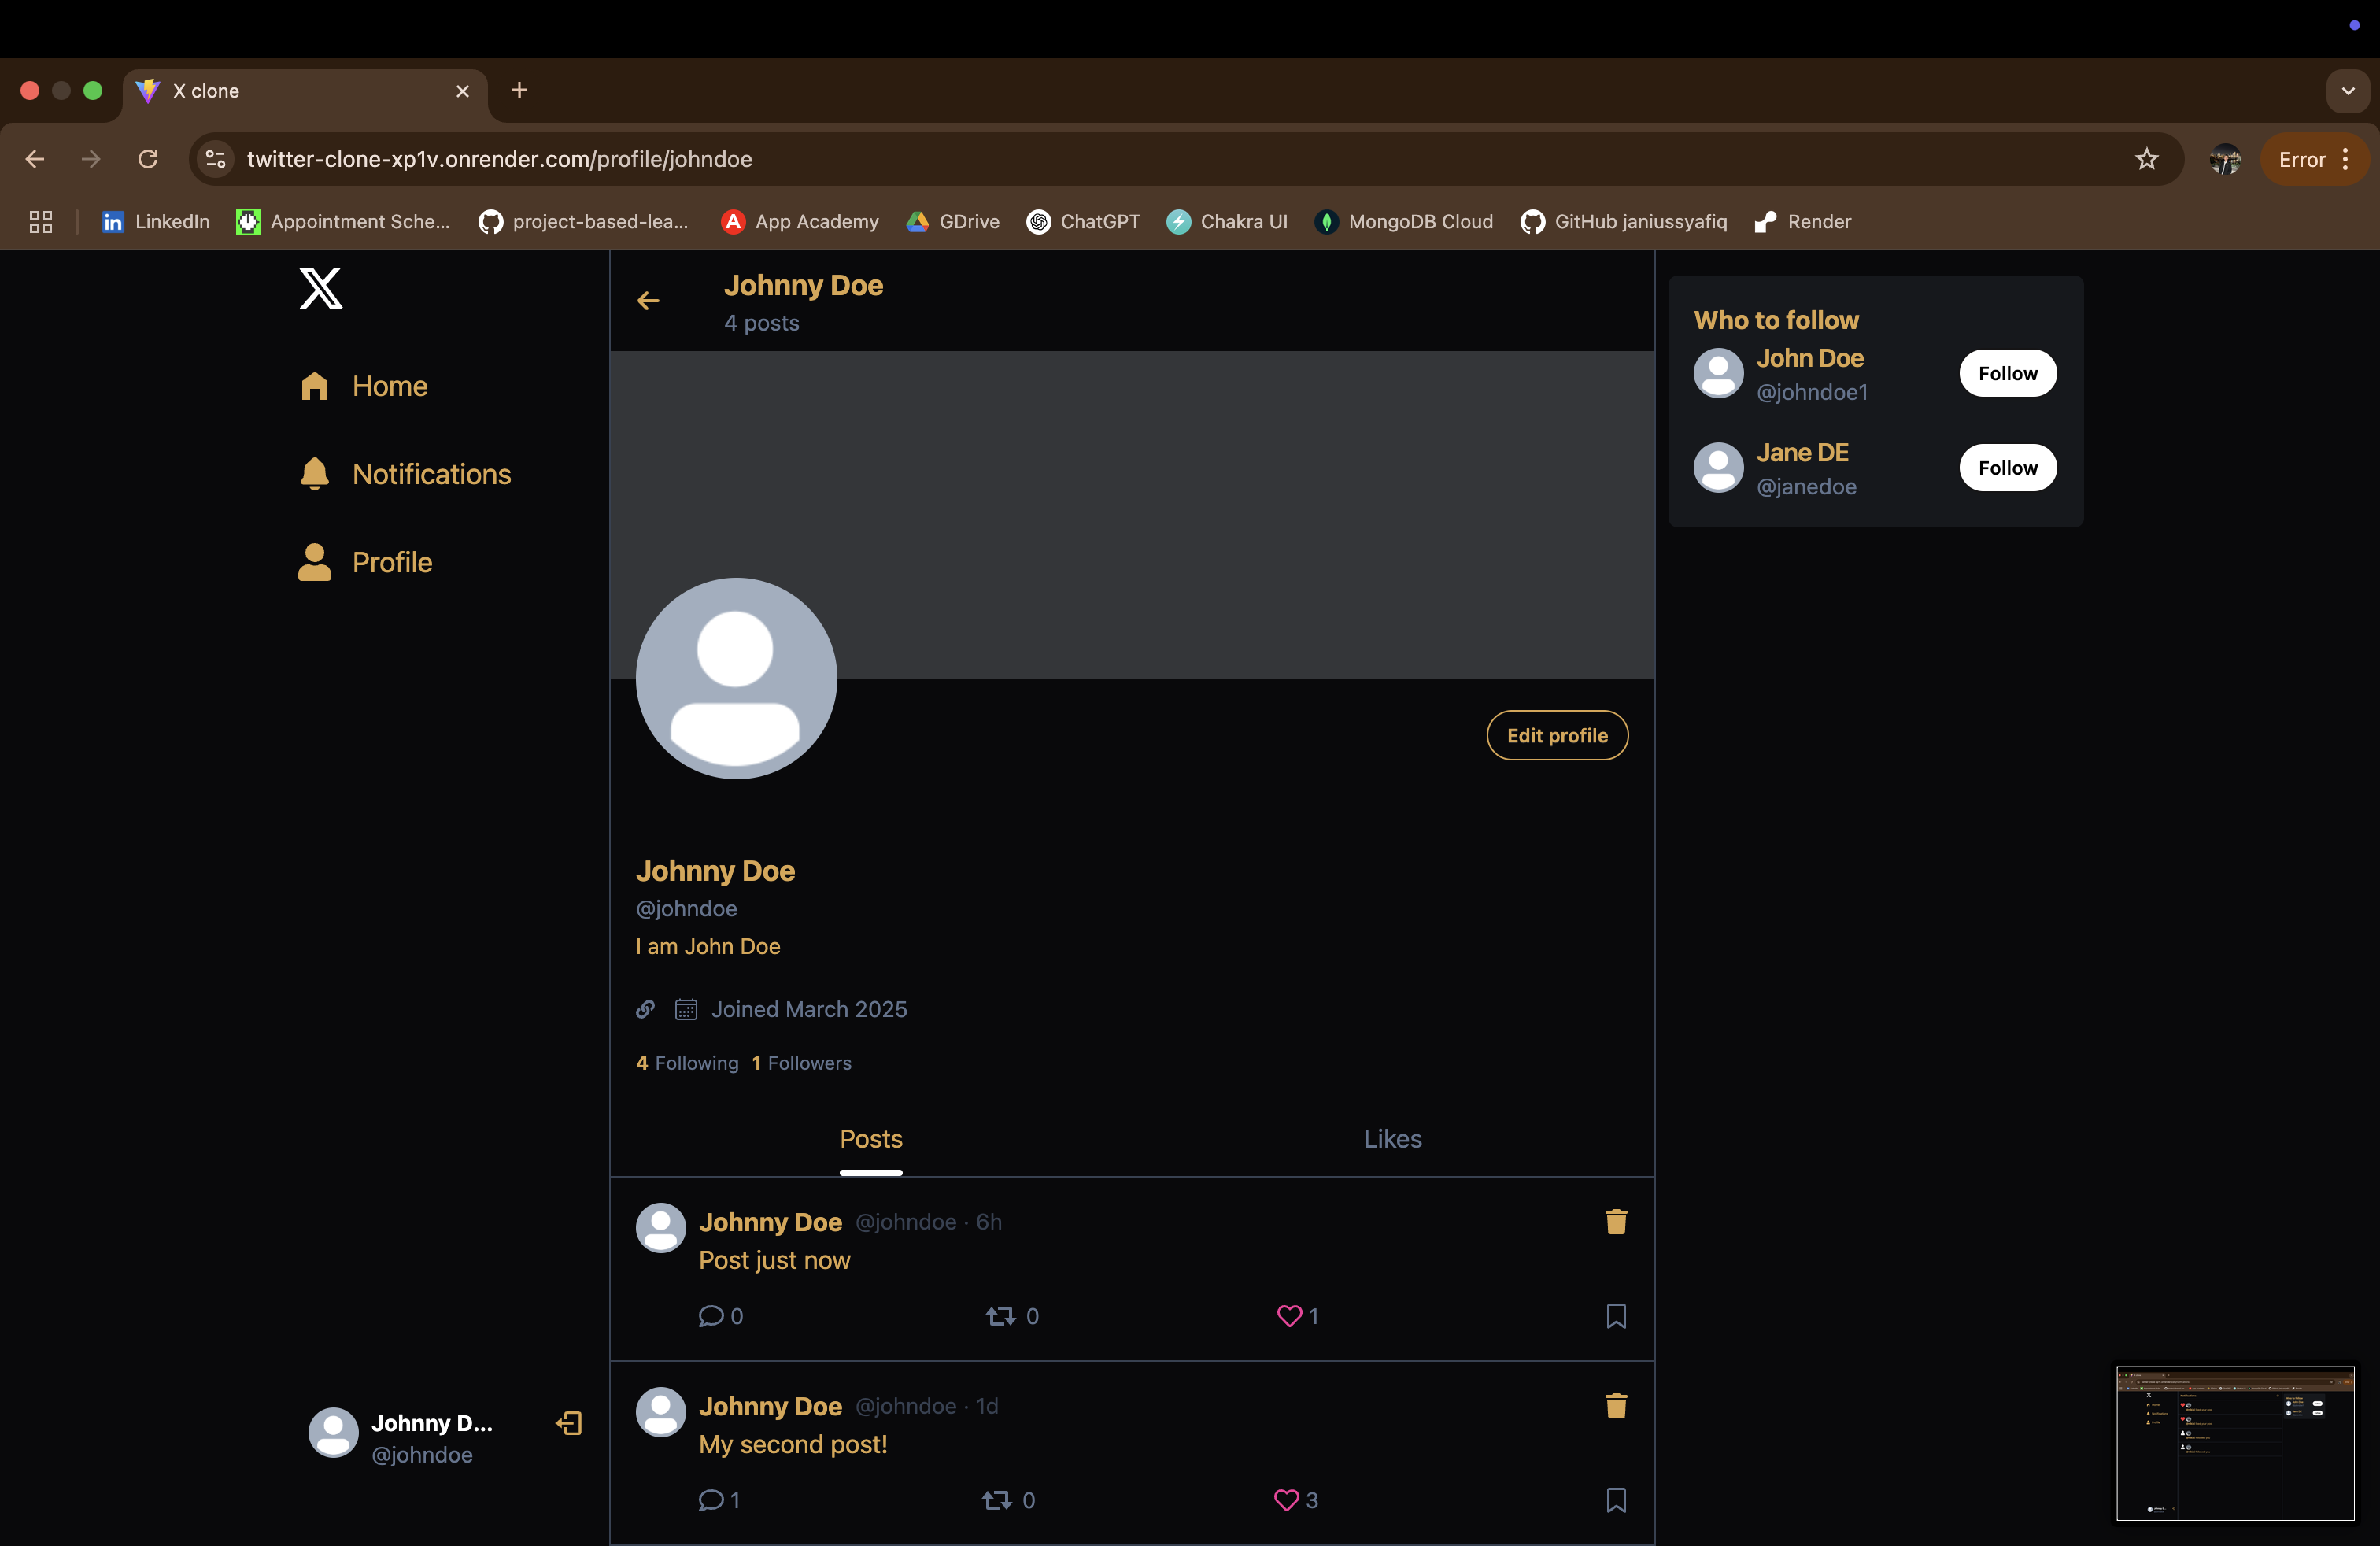 X clone
twitter-clone-xp1v.onrender.com/profile/johndoe
Error
LinkedIn
Appointment Sche...
project-based-lea...
App Academy
GDrive
ChatGPT
Chakra UI
MongoDB Cloud
GitHub janiussyafiq
Render
Home
Notifications
Profile
Johnny D...
@johndoe
Johnny Doe
4 posts
Edit profile
Johnny Doe
@johndoe
I am John Doe
Joined March 2025
4 Following 1 Followers
Posts Likes
Johnny Doe @johndoe · 6h
Post just now
0 0 1
Johnny Doe @johndoe · 1d
My second post!
1 0 3
Who to follow
John Doe
@johndoe1
Follow
Jane DE
@janedoe
Follow